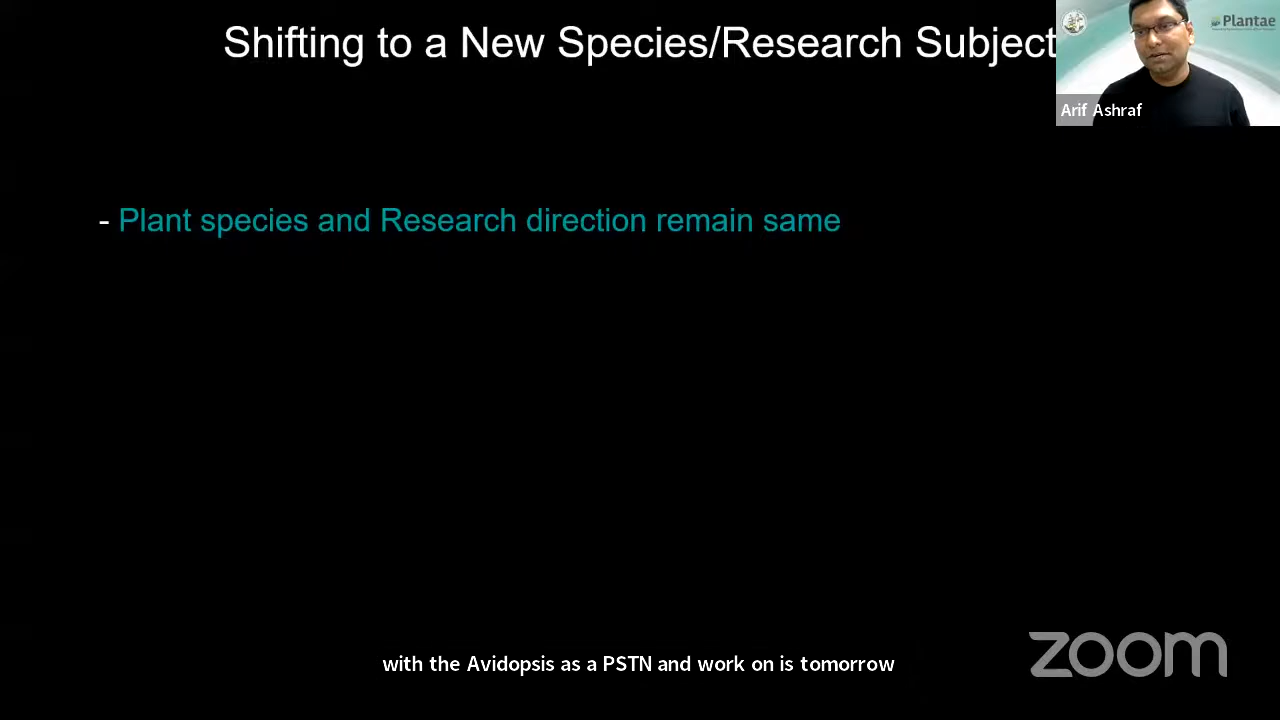 Shifting to a New Species/Research Subject
Plantae
Arif Ashraf
- Plant species and Research direction remain same
with the Avidopsis as a PSTN and work on is tomorrow
zoom